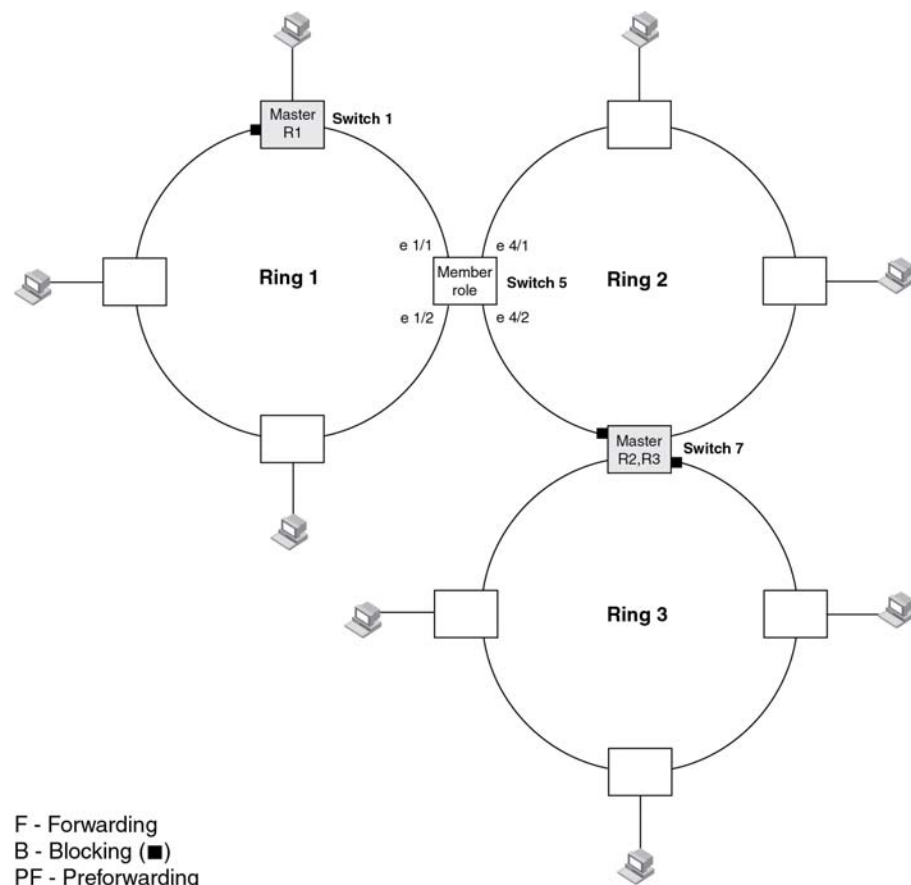 Master
R1
Switch 1
e 1/1
e 4/1
Ring 1
Member
role
Switch 5
Ring 2
e 1/2
e 4/2
Master
R2,R3
Switch 7
Ring 3
F - Forwarding
B - Blocking (■)
PF - Preforwarding